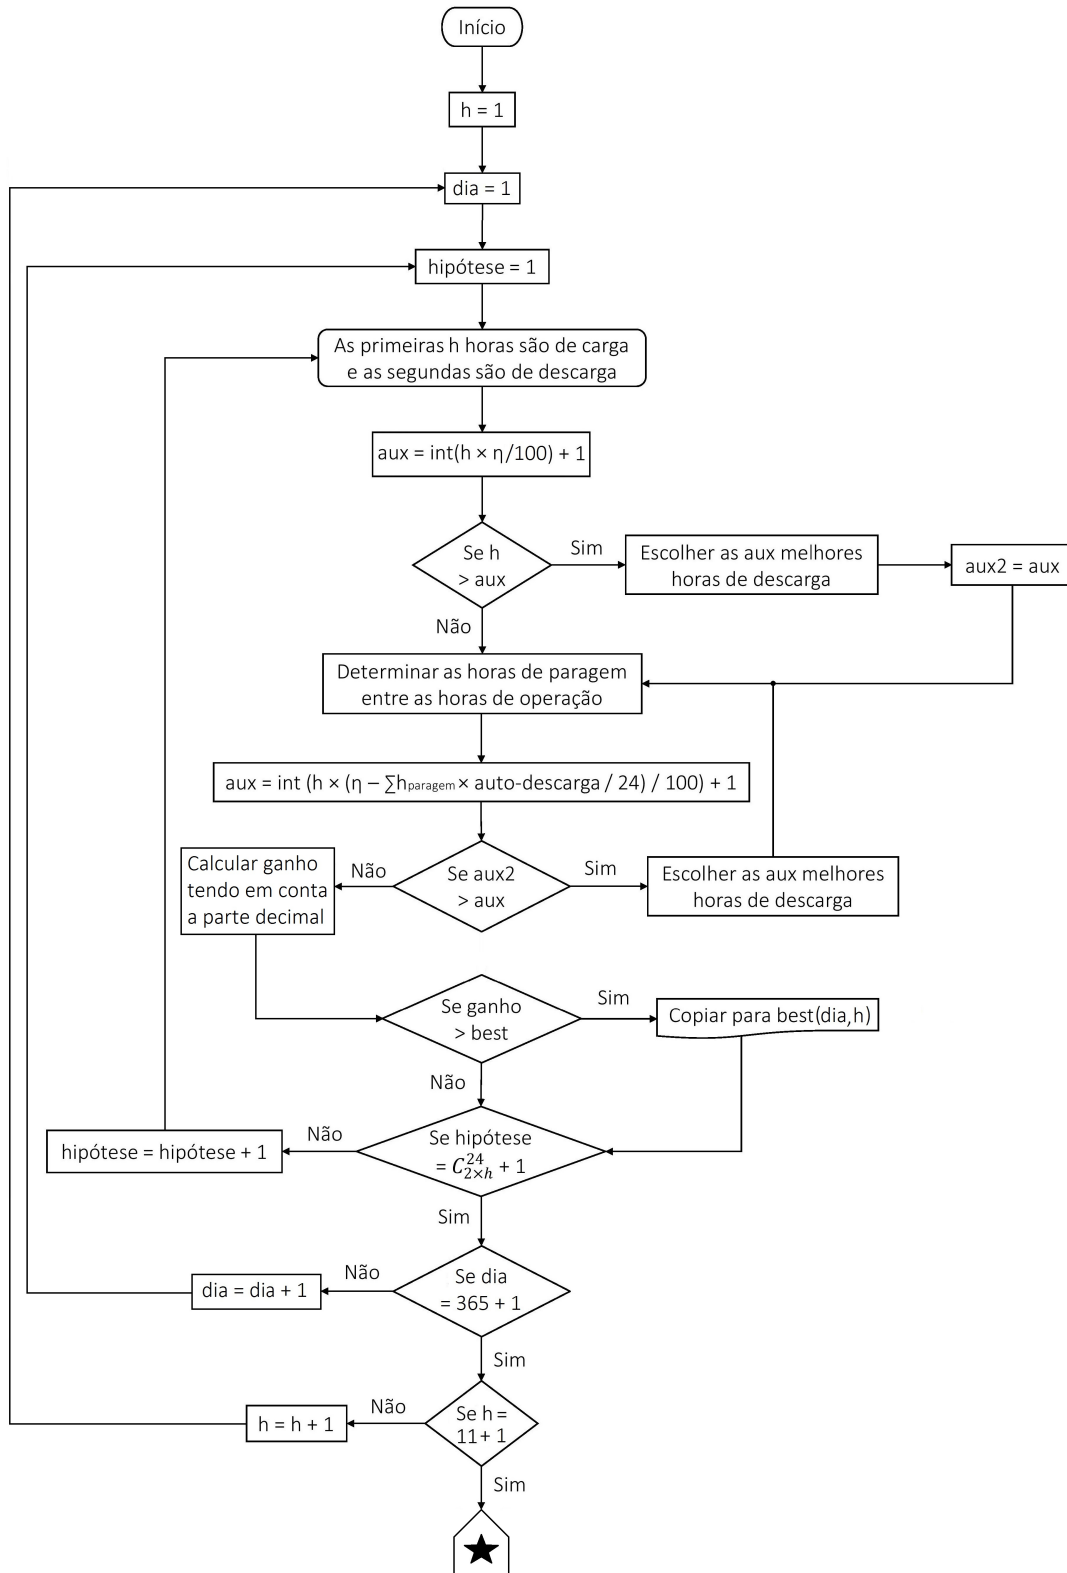 Início
h = 1
dia = 1
hipótese = 1
As primeiras h horas são de carga
e as segundas são de descarga
aux = int(h × η/100) + 1
Se h
> aux
Sim
Escolher as aux melhores
horas de descarga
aux2 = aux
Não
Determinar as horas de paragem
entre as horas de operação
aux = int (h × (η − ∑hparagem × auto-descarga / 24) / 100) + 1
Se aux2
> aux
Não
Calcular ganho
tendo em conta
a parte decimal
Sim
Escolher as aux melhores
horas de descarga
Se ganho
> best
Sim
Copiar para best(dia,h)
Não
Se hipótese
= C_{2×h}^{24} + 1
Não
hipótese = hipótese + 1
Sim
Se dia
= 365 + 1
Não
dia = dia + 1
Sim
Se h =
11 + 1
Não
h = h + 1
Sim